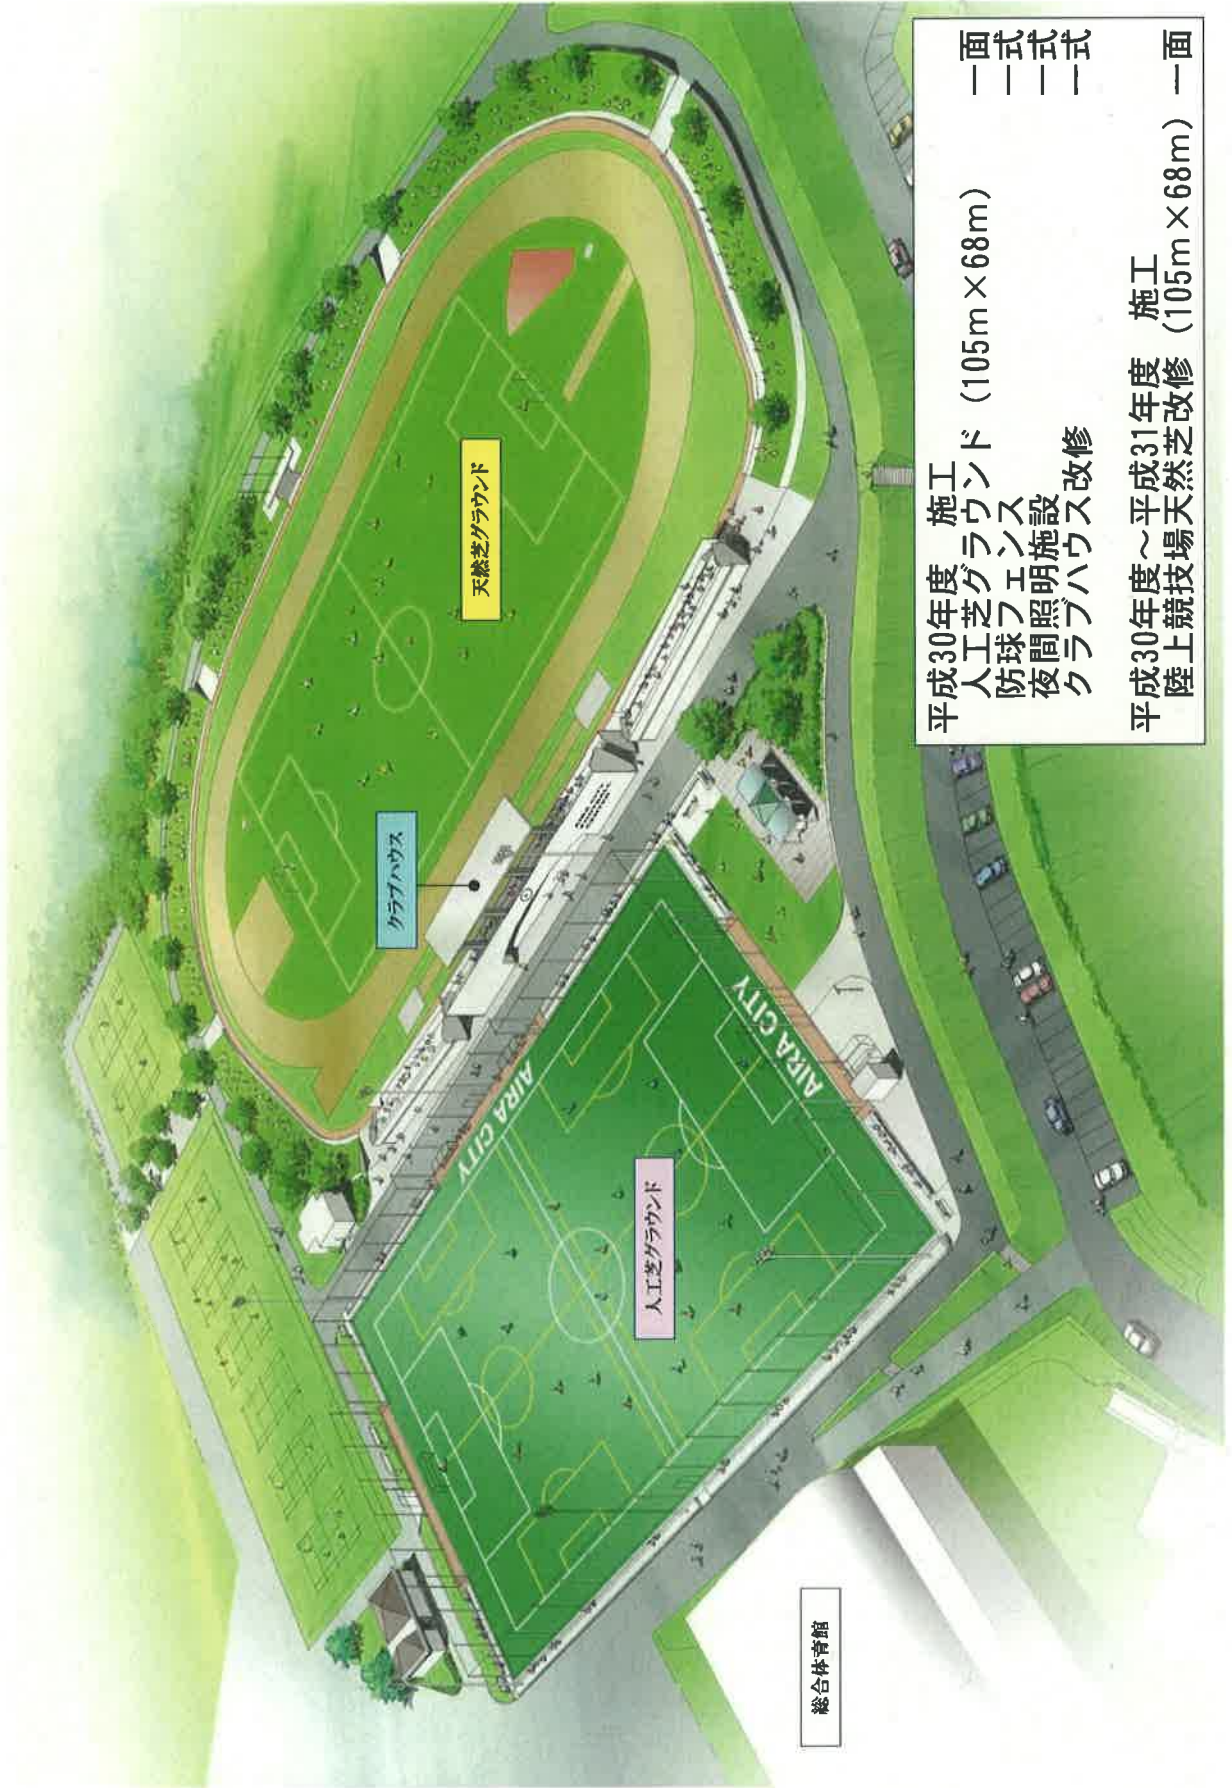 平成30年度 施工
人工芝グラウンド (105m×68m) 一面
防球フェンス 一式
夜間照明施設 一式
クラブハウス改修 一式
平成30年度～平成31年度 施工
陸上競技場天然芝改修 (105m×68m) 一面
天然芝グラウンド
クラブハウス
人工芝グラウンド
AIRA CITY
AIRA CITY
総合体育館